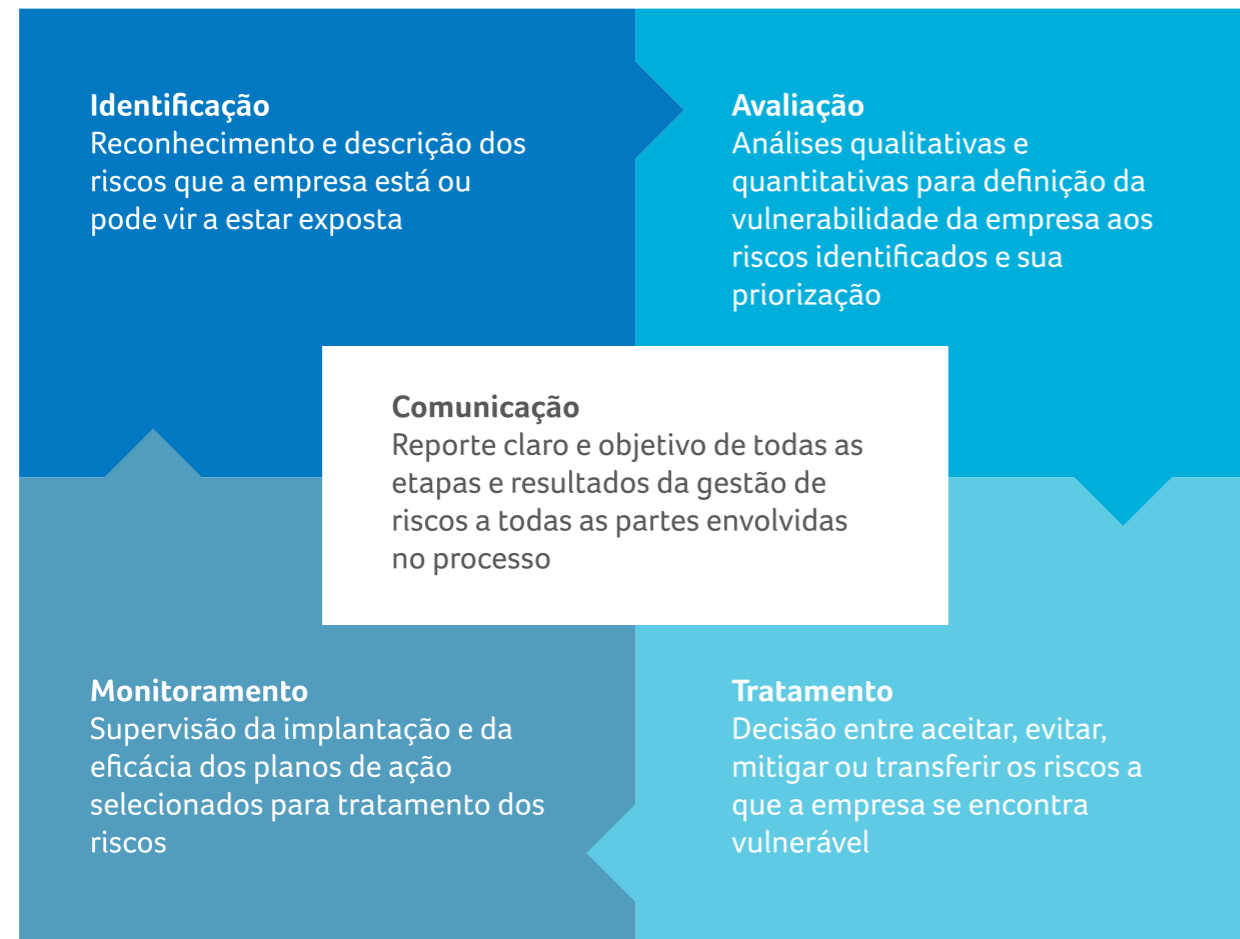 Identificação
Reconhecimento e descrição dos
riscos que a empresa está ou
pode vir a estar exposta
Avaliação
Análises qualitativas e
quantitativas para definição da
vulnerabilidade da empresa aos
riscos identificados e sua
priorização
Comunicação
Reporte claro e objetivo de todas as
etapas e resultados da gestão de
riscos a todas as partes envolvidas
no processo
Monitoramento
Supervisão da implantação e da
eficácia dos planos de ação
selecionados para tratamento dos
riscos
Tratamento
Decisão entre aceitar, evitar,
mitigar ou transferir os riscos a
que a empresa se encontra
vulnerável